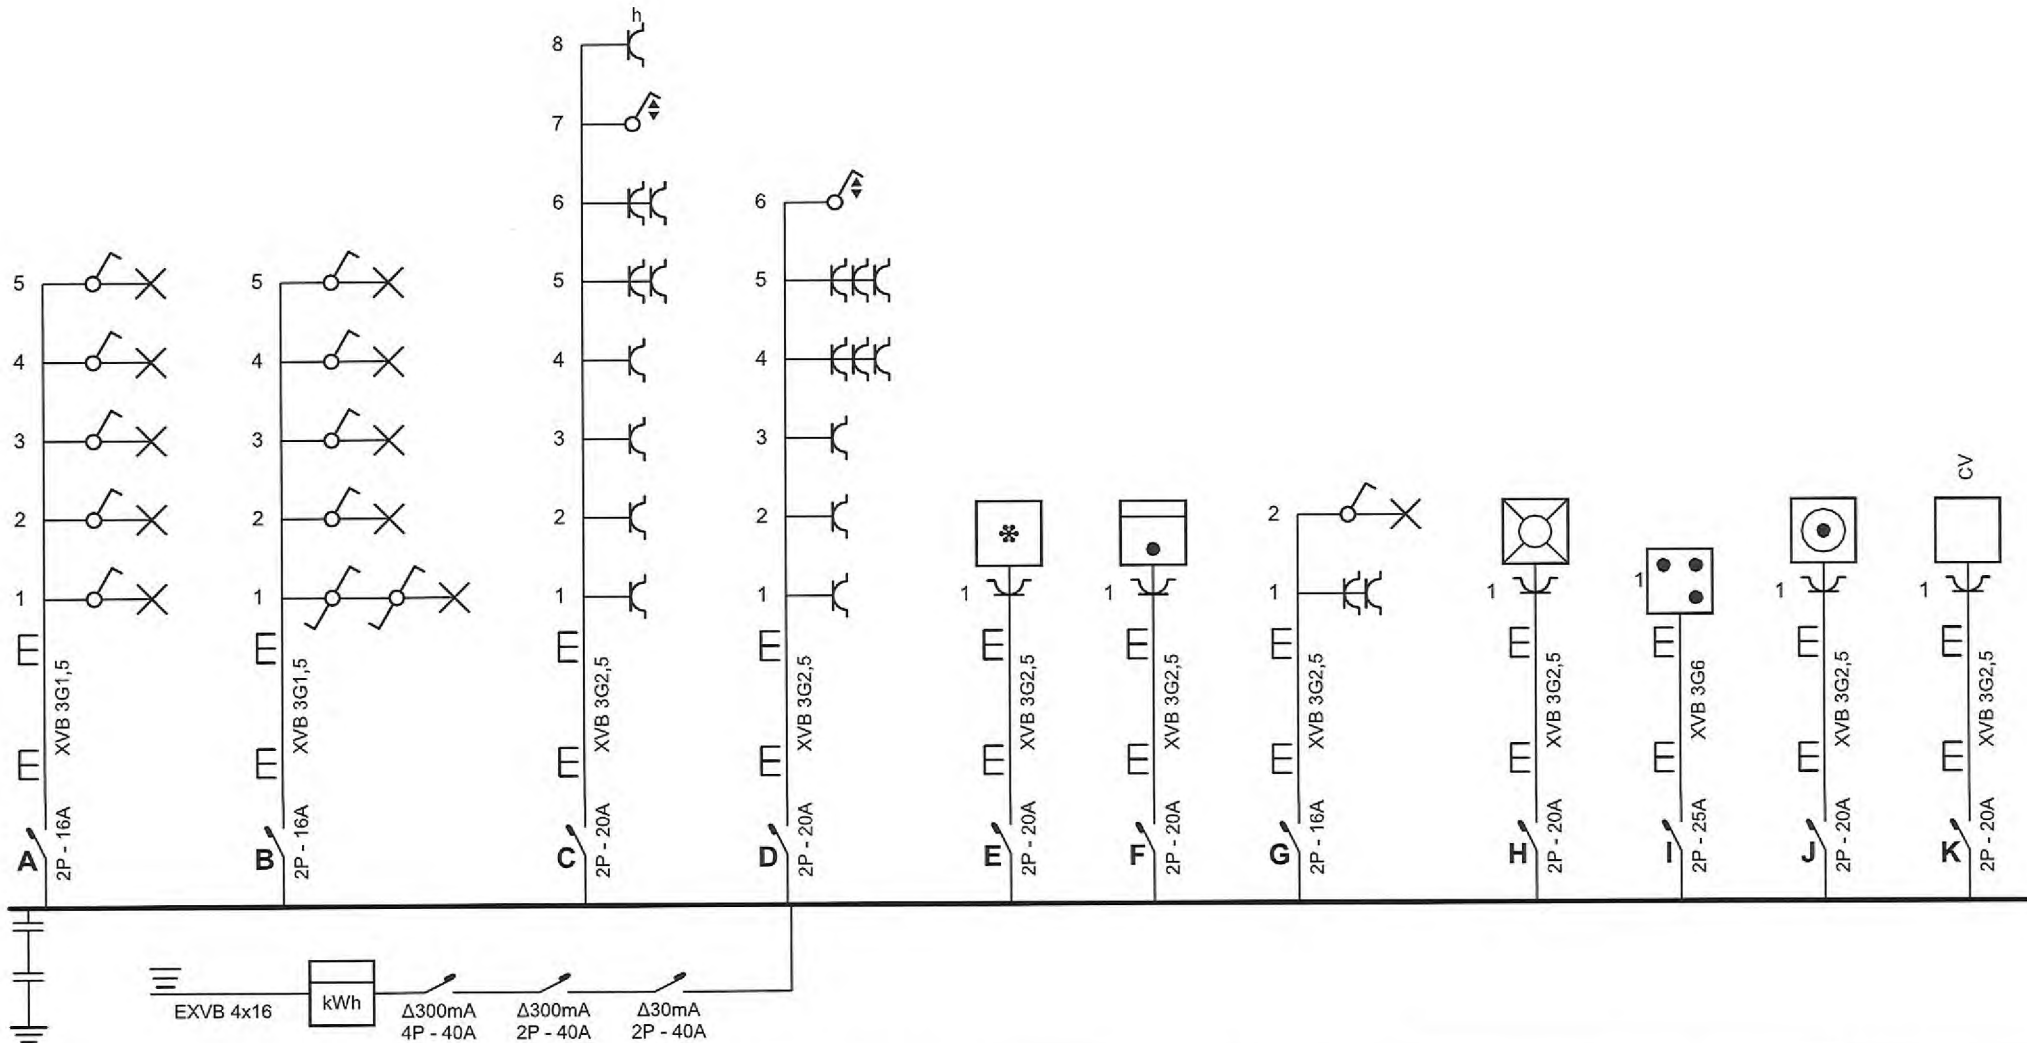 h
8
7
6
5
4
3
2
1
6
5
4
3
2
1
5
4
3
2
1
5
4
3
2
1
CV
1
1
2
1
1
1
1
1
XVB 3G1,5
XVB 3G1,5
XVB 3G2,5
XVB 3G2,5
XVB 3G2,5
XVB 3G2,5
XVB 3G2,5
XVB 3G2,5
XVB 3G6
XVB 3G2,5
XVB 3G2,5
A
2P - 16A
B
2P - 16A
C
2P - 20A
D
2P - 20A
E
2P - 20A
F
2P - 20A
G
2P - 16A
H
2P - 20A
I
2P - 25A
J
2P - 20A
K
2P - 20A
EXVB 4x16
kWh
Δ300mA
4P - 40A
Δ300mA
2P - 40A
Δ30mA
2P - 40A